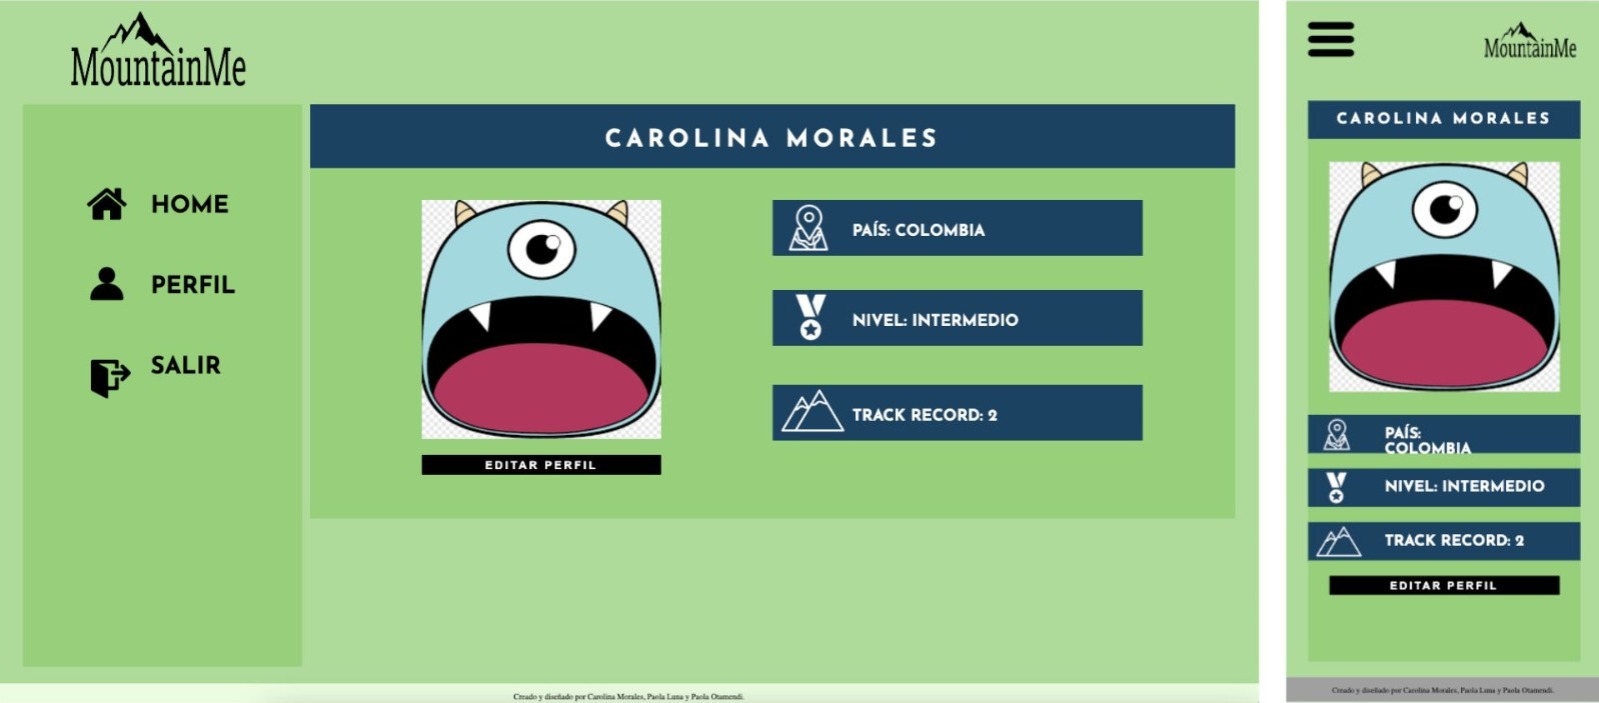 MountainMe
HOME
PERFIL
SALIR
CAROLINA MORALES
PAÍS: COLOMBIA
NIVEL: INTERMEDIO
TRACK RECORD: 2
EDITAR PERFIL
Creado y diseñado por Carolina Morales, Paola Luna y Paola Otamendi.
MountainMe
CAROLINA MORALES
PAÍS:
COLOMBIA
NIVEL: INTERMEDIO
TRACK RECORD: 2
EDITAR PERFIL
Creado y diseñado por Carolina Morales, Paola Luna y Paola Otamendi.